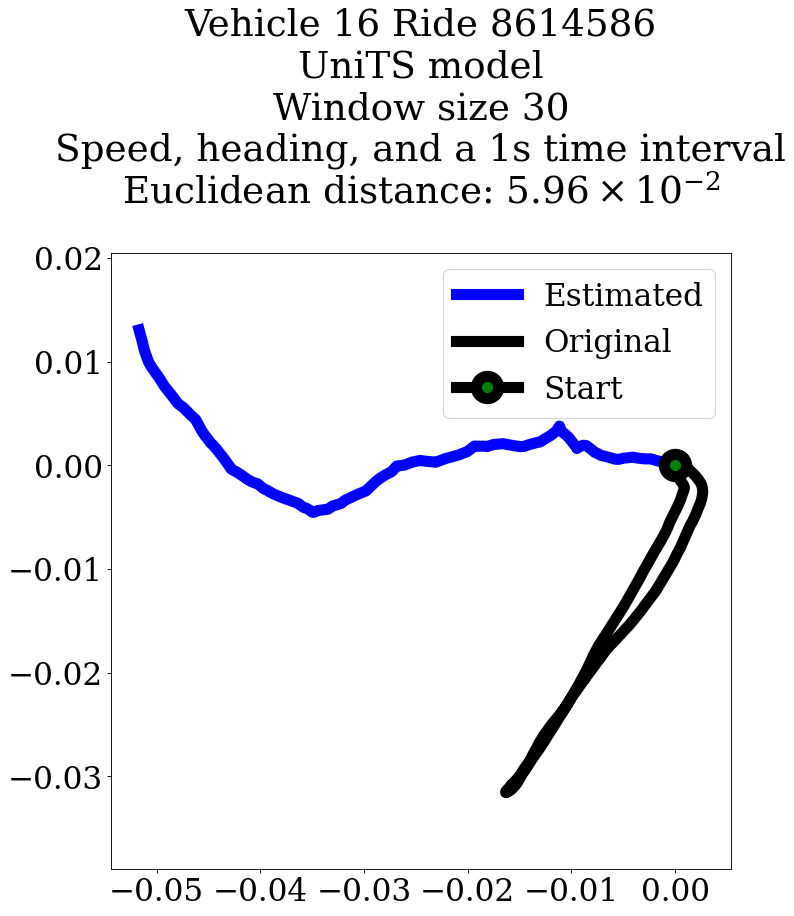 Vehicle 16 Ride 8614586
UniTS model
Window size 30
Speed, heading, and a 1s time interval
Euclidean distance: 5.96 × 10⁻²
0.02
0.01
0.00
−0.01
−0.02
−0.03
Estimated
Original
Start
−0.05 −0.04 −0.03 −0.02 −0.01 0.00